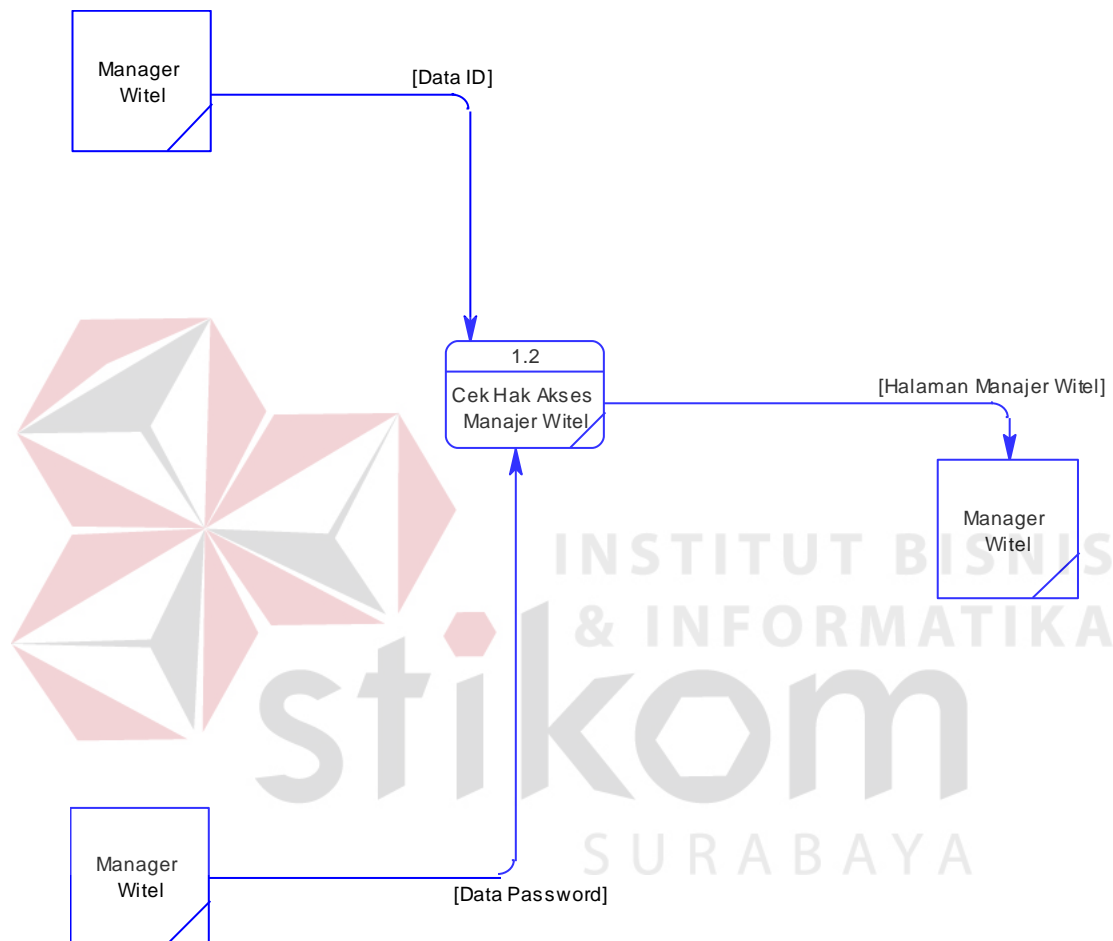 Manager
Witel
[Data ID]
1.2
Cek Hak Akses
Manajer Witel
[Halaman Manajer Witel]
Manager
Witel
INSTITUT BISNIS
& INFORMATIKA
stikom
SURABAYA
Manager
Witel
[Data Password]